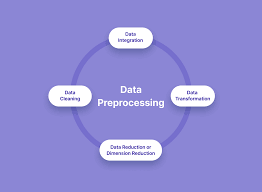 Data
Integration
Data
Cleaning
Data
Preprocessing
Data
Transformation
Data Reduction or
Dimension Reduction